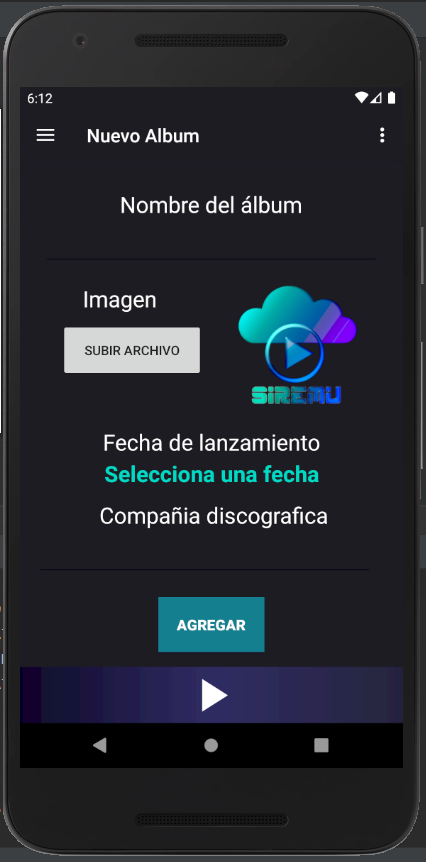 6:12
Nuevo Album
Nombre del álbum
Imagen
SUBIR ARCHIVO
SIREMU
Fecha de lanzamiento
Selecciona una fecha
Compañia discografica
AGREGAR